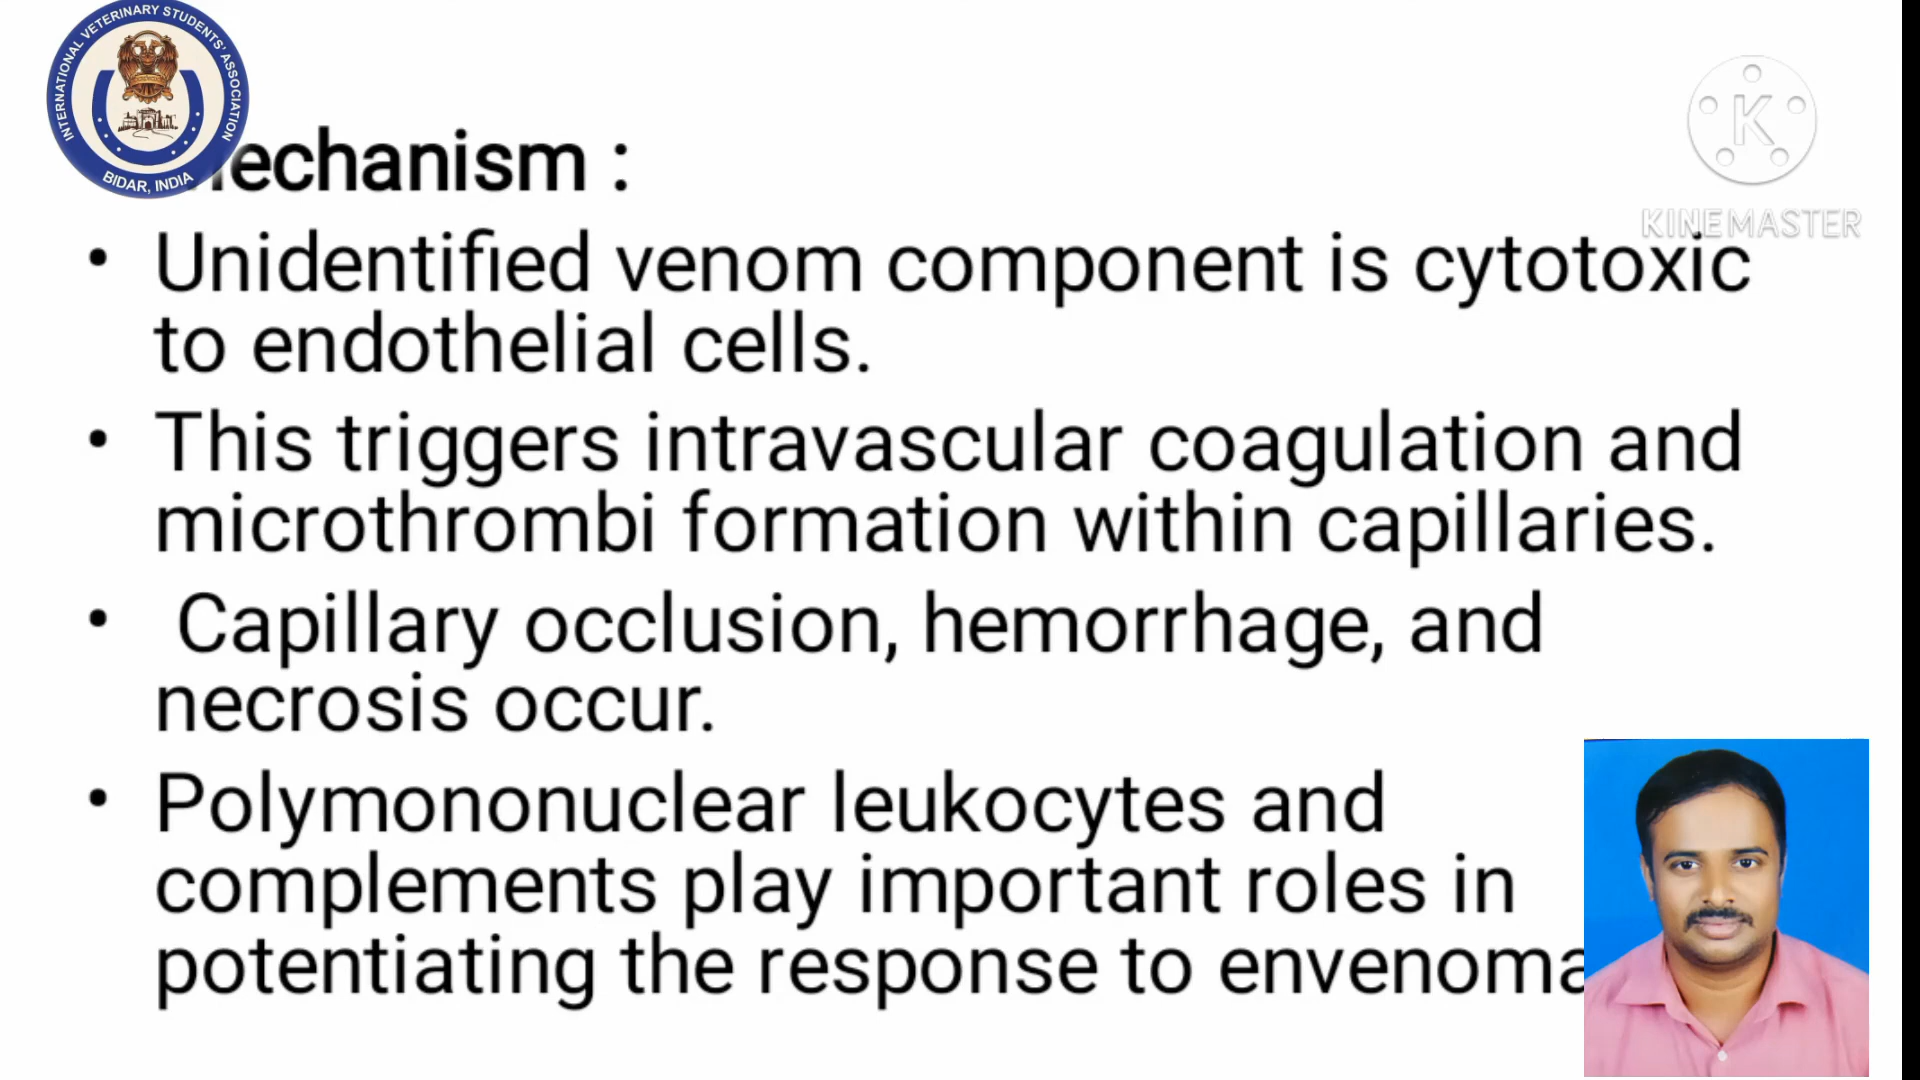 INTERNATIONAL VETERINARY STUDENTS' ASSOCIATION
BIDAR, INDIA
K
KINEMASTER
echanism :
• Unidentified venom component is cytotoxic
to endothelial cells.
• This triggers intravascular coagulation and
microthrombi formation within capillaries.
• Capillary occlusion, hemorrhage, and
necrosis occur.
• Polymononuclear leukocytes and
complements play important roles in
potentiating the response to envenoma